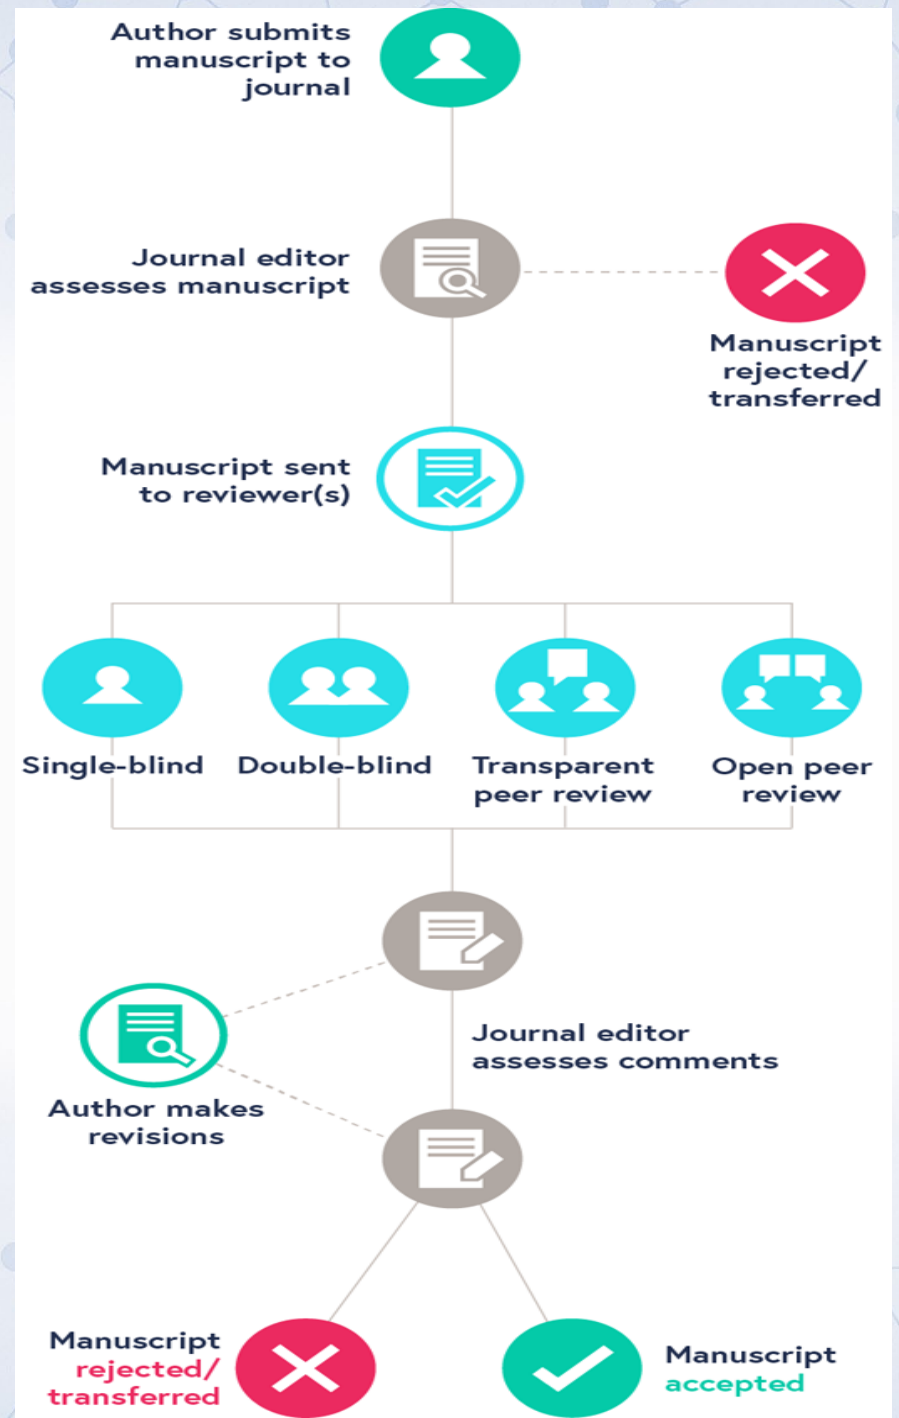 Author submits
manuscript to
journal
Journal editor
assesses manuscript
Manuscript
rejected/
transferred
Manuscript sent
to reviewer(s)
Single-blind
Double-blind
Transparent
peer review
Open peer
review
Journal editor
assesses comments
Author makes
revisions
Manuscript
rejected/
transferred
Manuscript
accepted